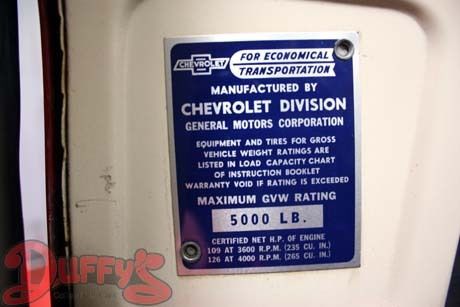 CHEVROLET
FOR ECONOMICAL
TRANSPORTATION
MANUFACTURED BY
CHEVROLET DIVISION
GENERAL MOTORS CORPORATION
EQUIPMENT AND TIRES FOR GROSS
VEHICLE WEIGHT RATINGS ARE
LISTED IN LOAD CAPACITY CHART
OF INSTRUCTION BOOKLET
WARRANTY VOID IF RATING IS EXCEEDED
MAXIMUM GVW RATING
5000 LB.
CERTIFIED NET H.P. OF ENGINE
109 AT 3600 R.P.M. (235 CU. IN.)
126 AT 4000 R.P.M. (265 CU. IN.)
Duffy's